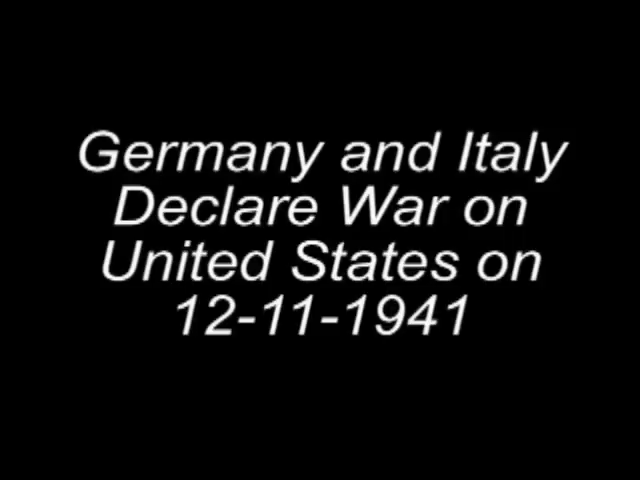 Germany and Italy
Declare War on
United States on
12-11-1941